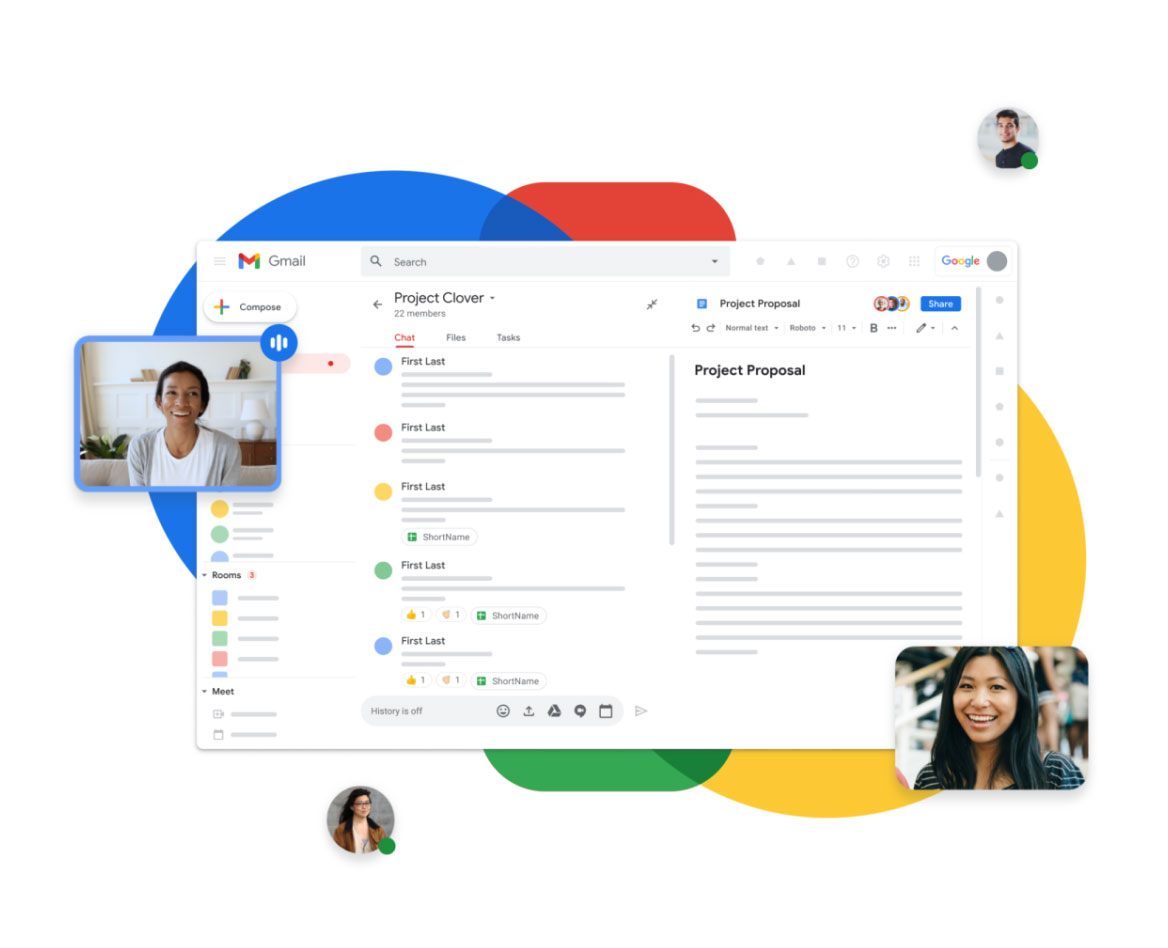 Gmail
Search
Google
Compose
Rooms 3
Meet
Project Clover
22 members
Chat Files Tasks
First Last
First Last
First Last
ShortName
First Last
1 1 ShortName
First Last
1 1 ShortName
History is off
Project Proposal
Share
Normal text Roboto 11 B
Project Proposal